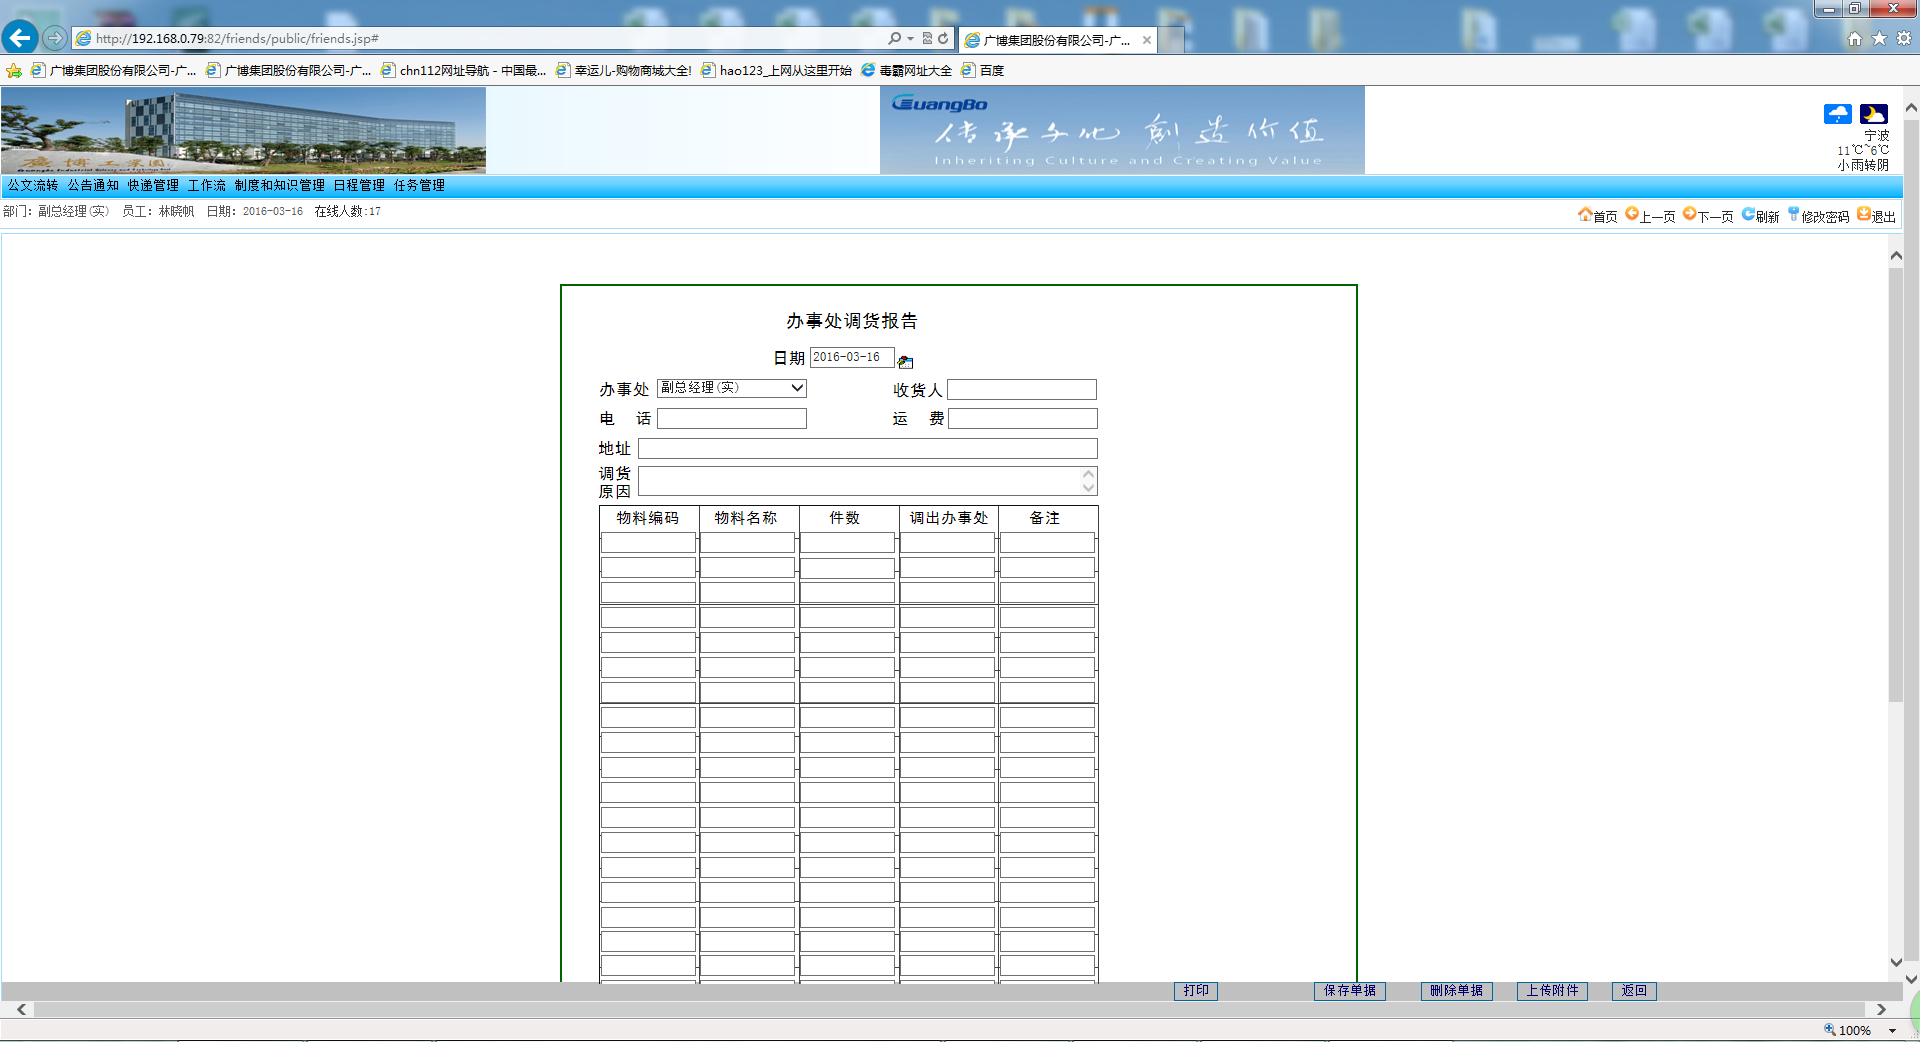 http://192.168.0.79:82/friends/public/friends.jsp#
广博集团股份有限公司-广...
广博集团股份有限公司-广...
广博集团股份有限公司-广...
chn112网址导航 - 中国最...
幸运儿-购物商城大全!
hao123_上网从这里开始
毒霸网址大全
百度
广博工业园
GuangBo
传承文化 創造价值
Inheriting Culture and Creating Value
宁波
11℃~6℃
小雨转阴
公文流转 公告通知 快递管理 工作流 制度和知识管理 日程管理 任务管理
部门: 副总经理(实) 员工: 林晓帆 日期: 2016-03-16 在线人数:17
首页 上一页 下一页 刷新 修改密码 退出
办事处调货报告
日期 2016-03-16
办事处 副总经理(实) 收货人
电 话 运 费
地址
调货
原因
物料编码 物料名称 件数 调出办事处 备注
打印 保存单据 删除单据 上传附件 返回
100%